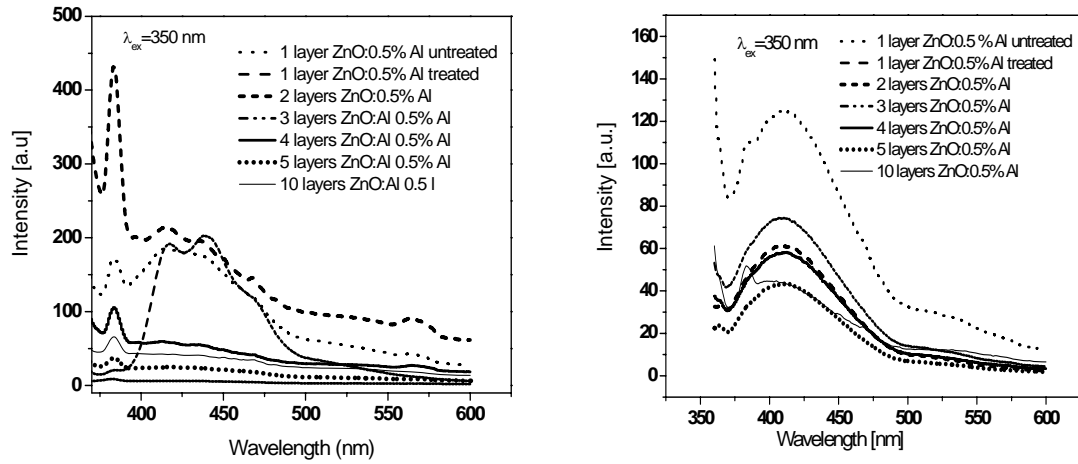 λex=350 nm
1 layer ZnO:0.5% Al untreated
1 layer ZnO:0.5% Al treated
2 layers ZnO:0.5% Al
3 layers ZnO:Al 0.5% Al
4 layers ZnO:Al 0.5% Al
5 layers ZnO:Al 0.5% Al
10 layers ZnO:Al 0.5 l
500
400
300
200
100
0
Intensity [a.u]
400
450
500
550
600
Wavelength (nm)
λex=350 nm
1 layer ZnO:0.5 % Al untreated
1 layer ZnO:0.5% Al treated
2 layers ZnO:0.5% Al
3 layers ZnO:0.5% Al
4 layers ZnO:0.5% Al
5 layers ZnO:0.5% Al
10 layers ZnO:0.5% Al
160
140
120
100
80
60
40
20
0
Intensity [a.u.]
350
400
450
500
550
600
Wavelength [nm]